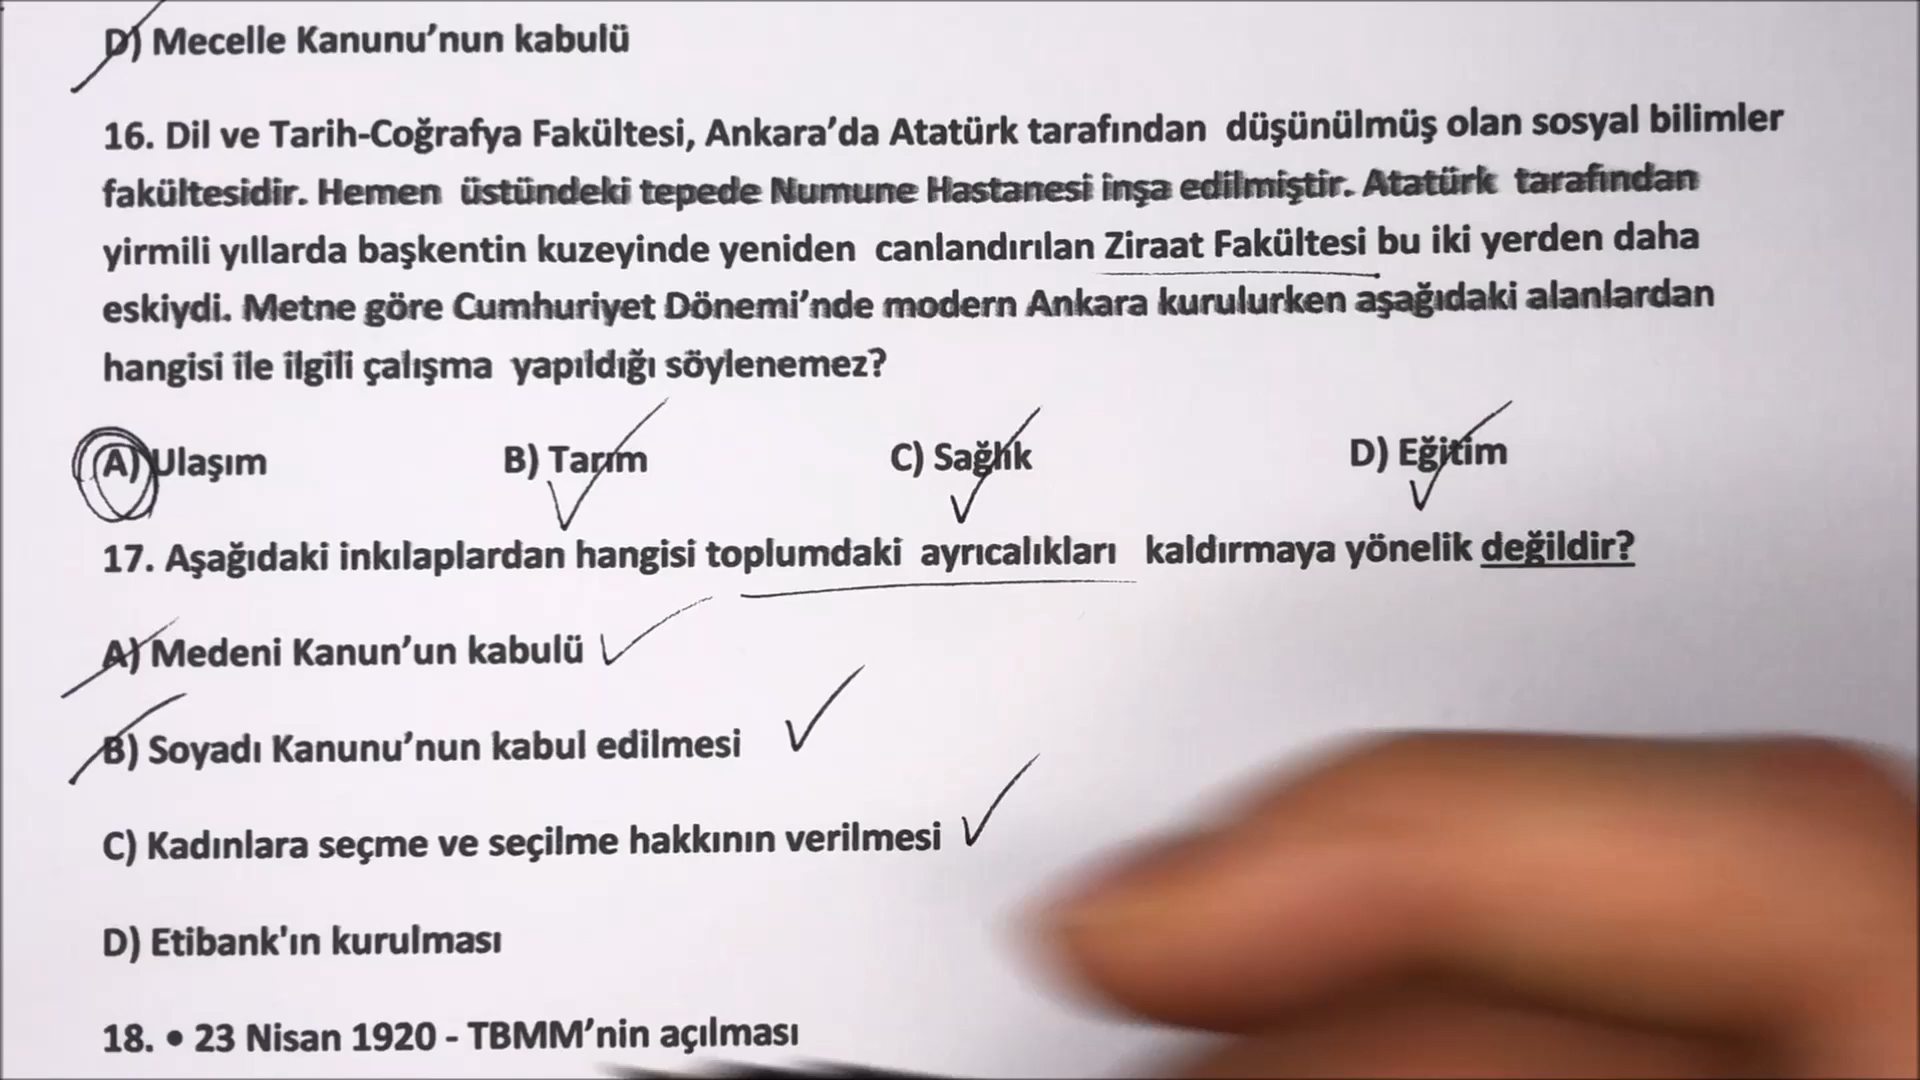 D) Mecelle Kanunu’nun kabulü
16. Dil ve Tarih-Coğrafya Fakültesi, Ankara’da Atatürk tarafından düşünülmüş olan sosyal bilimler
fakültesidir. Hemen üstündeki tepede Numune Hastanesi inşa edilmiştir. Atatürk tarafından
yirmili yıllarda başkentin kuzeyinde yeniden canlandırılan Ziraat Fakültesi bu iki yerden daha
eskiydi. Metne göre Cumhuriyet Dönemi’nde modern Ankara kurulurken aşağıdaki alanlardan
hangisi ile ilgili çalışma yapıldığı söylenemez?
A) Ulaşım B) Tarım C) Sağlık D) Eğitim
17. Aşağıdaki inkılaplardan hangisi toplumdaki ayrıcalıkları kaldırmaya yönelik değildir?
A) Medeni Kanun’un kabulü
B) Soyadı Kanunu’nun kabul edilmesi
C) Kadınlara seçme ve seçilme hakkının verilmesi
D) Etibank'ın kurulması
18. • 23 Nisan 1920 - TBMM’nin açılması